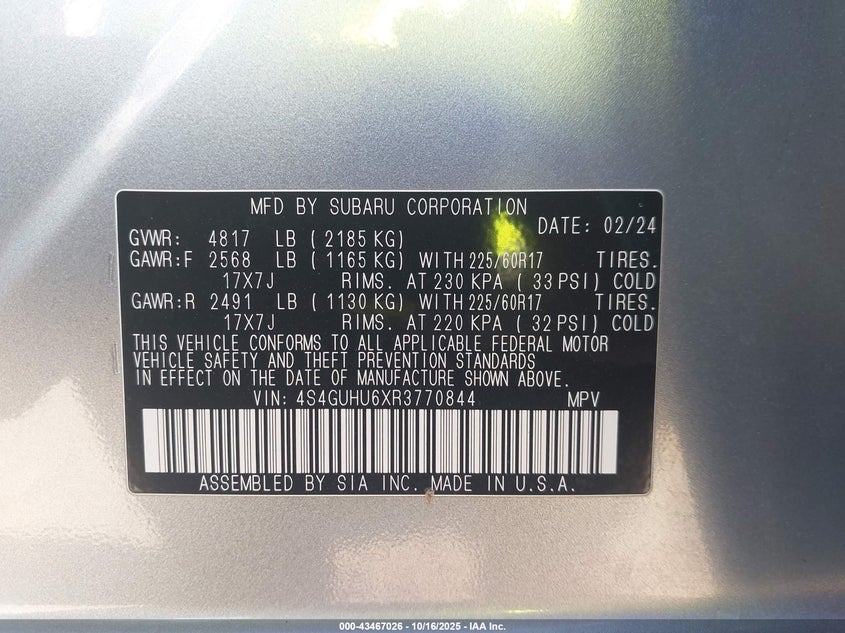 MFD BY SUBARU CORPORATION
DATE: 02/24
GVWR: 4817 LB ( 2185 KG)
GAWR:F 2568 LB ( 1165 KG) WITH 225/60R17 TIRES.
17X7J RIMS. AT 230 KPA ( 33 PSI) COLD
GAWR:R 2491 LB ( 1130 KG) WITH 225/60R17 TIRES.
17X7J RIMS. AT 220 KPA ( 32 PSI) COLD
THIS VEHICLE CONFORMS TO ALL APPLICABLE FEDERAL MOTOR
VEHICLE SAFETY AND THEFT PREVENTION STANDARDS
IN EFFECT ON THE DATE OF MANUFACTURE SHOWN ABOVE.
VIN: 4S4GUHU6XR3770844 MPV
ASSEMBLED BY SIA INC. MADE IN U.S.A.
000-43467026 - 10/16/2025 - IAA Inc.